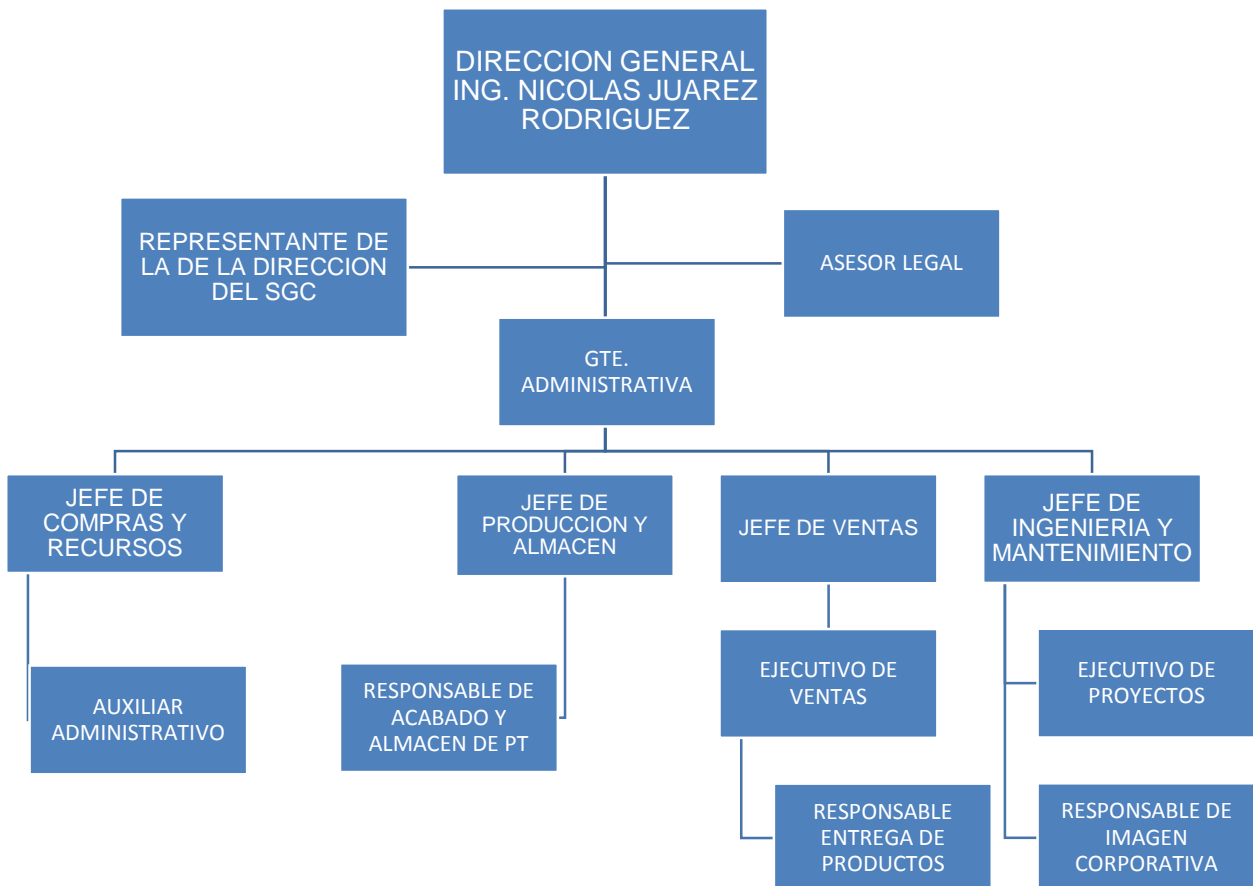 DIRECCION GENERAL
ING. NICOLAS JUAREZ
RODRIGUEZ
REPRESENTANTE DE
LA DE LA DIRECCION
DEL SGC
ASESOR LEGAL
GTE.
ADMINISTRATIVA
JEFE DE
COMPRAS Y
RECURSOS
JEFE DE
PRODUCCION Y
ALMACEN
JEFE DE VENTAS
JEFE DE
INGENIERIA Y
MANTENIMIENTO
AUXILIAR
ADMINISTRATIVO
RESPONSABLE DE
ACABADO Y
ALMACEN DE PT
EJECUTIVO DE
VENTAS
EJECUTIVO DE
PROYECTOS
RESPONSABLE
ENTREGA DE
PRODUCTOS
RESPONSABLE DE
IMAGEN
CORPORATIVA